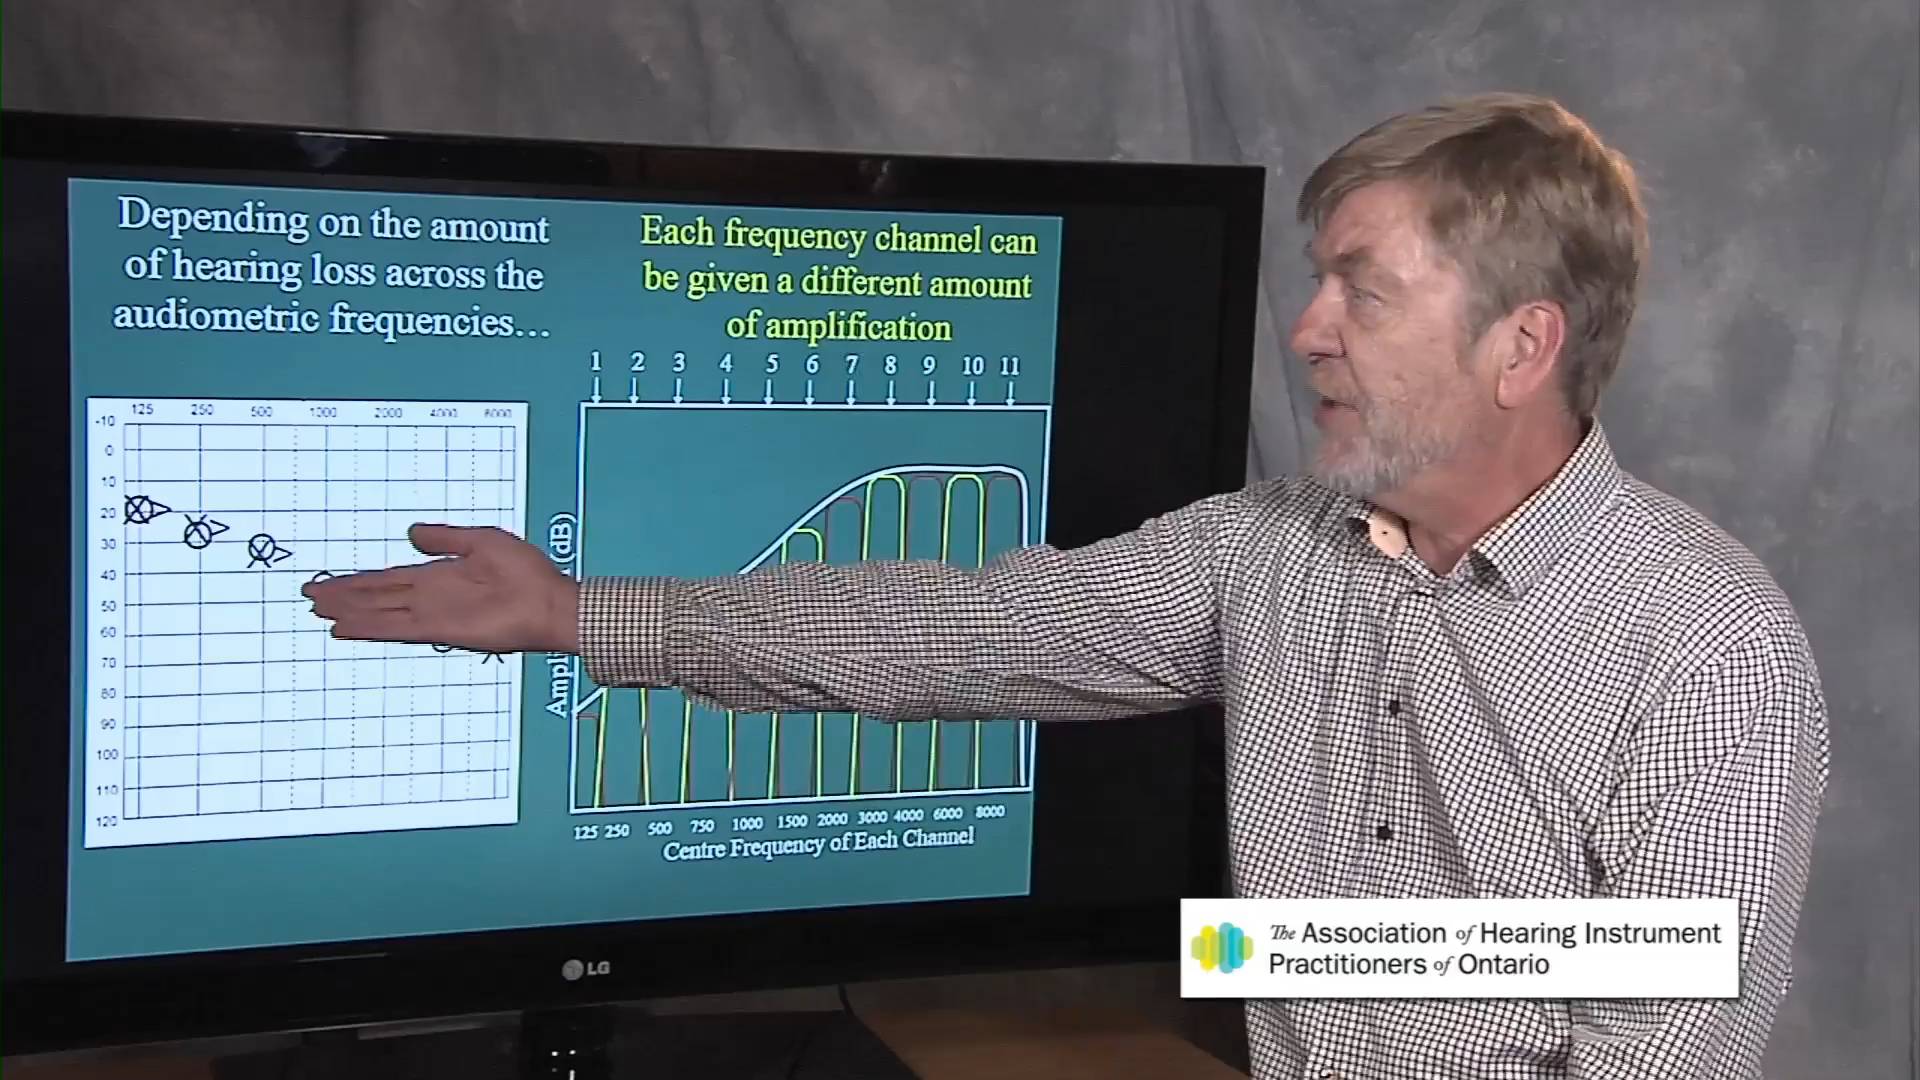 Depending on the amount
of hearing loss across the
audiometric frequencies...
Each frequency channel can
be given a different amount
of amplification
1 2 3 4 5 6 7 8 9 10 11
125 250 500 1000 2000 4000 8000
-10
0
10
20
30
40
50
60
70
80
90
100
110
120
(dB)
125 250 500 750 1000 1500 2000 3000 4000 6000 8000
Centre Frequency of Each Channel
LG
The Association of Hearing Instrument
Practitioners of Ontario